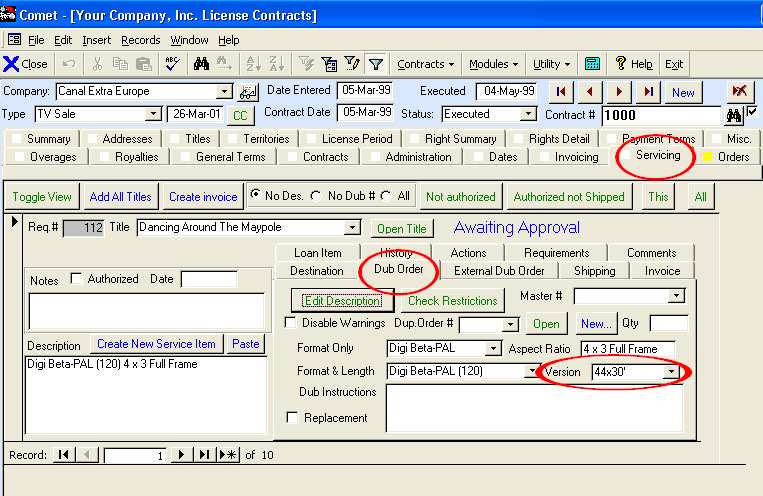 Comet - [Your Company, Inc. License Contracts]
File Edit Insert Records Window Help
Close Contracts Modules Utility Help Exit
Company: Canal Extra Europe Date Entered 05-Mar-99 Executed 04-May-99 New
Type TV Sale 26-Mar-01 CC Contract Date 05-Mar-99 Status: Executed Contract # 1000
Summary Addresses Titles Territories License Period Right Summary Rights Detail Payment Terms Misc.
Overages Royalties General Terms Contracts Administration Dates Invoicing Servicing Orders
Toggle View Add All Titles Create invoice No Des. No Dub # All Not authorized Authorized not Shipped This All
Req.# 112 Title Dancing Around The Maypole Open Title Awaiting Approval
Loan Item History Actions Requirements Comments
Destination Dub Order External Dub Order Shipping Invoice
Notes Authorized Date
Edit Description Check Restrictions Master #
Disable Warnings Dup.Order # Open New... Qty
Description Create New Service Item Paste
Format Only Digi Beta-PAL Aspect Ratio 4 x 3 Full Frame
Digi Beta-PAL (120) 4 x 3 Full Frame
Format & Length Digi Beta-PAL (120) Version 44x30'
Dub Instructions
Replacement
Record: 1 of 10